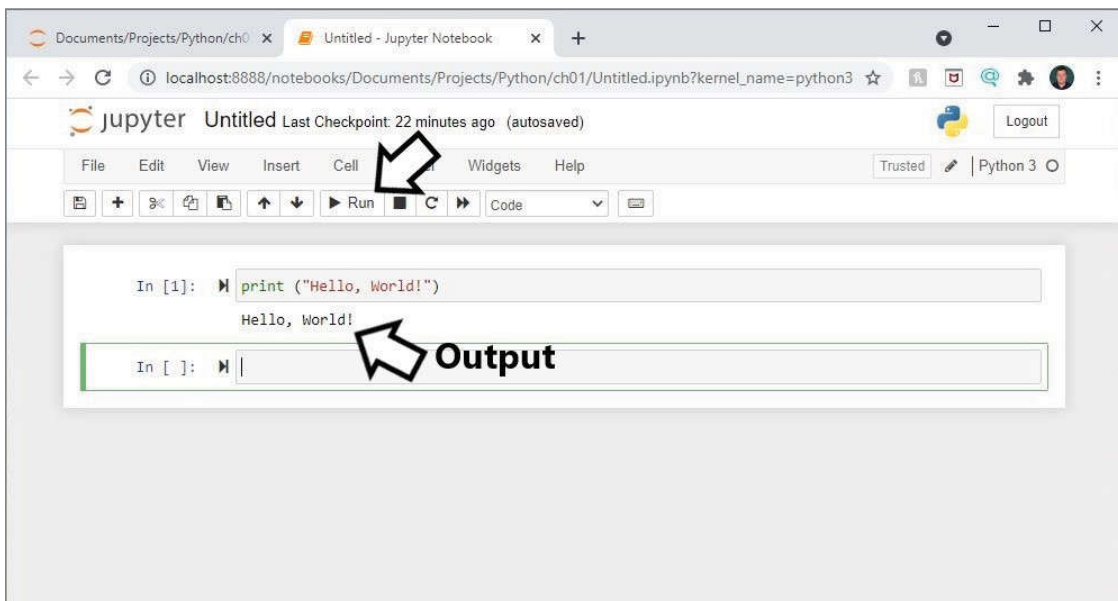 Documents/Projects/Python/ch0
Untitled - Jupyter Notebook
localhost:8888/notebooks/Documents/Projects/Python/ch01/Untitled.ipynb?kernel_name=python3
jupyter Untitled Last Checkpoint: 22 minutes ago (autosaved)
Logout
File Edit View Insert Cell Widgets Help
Trusted Python 3
Run Code
In [1]: print ("Hello, World!")
Hello, World!
Output
In [ ]: